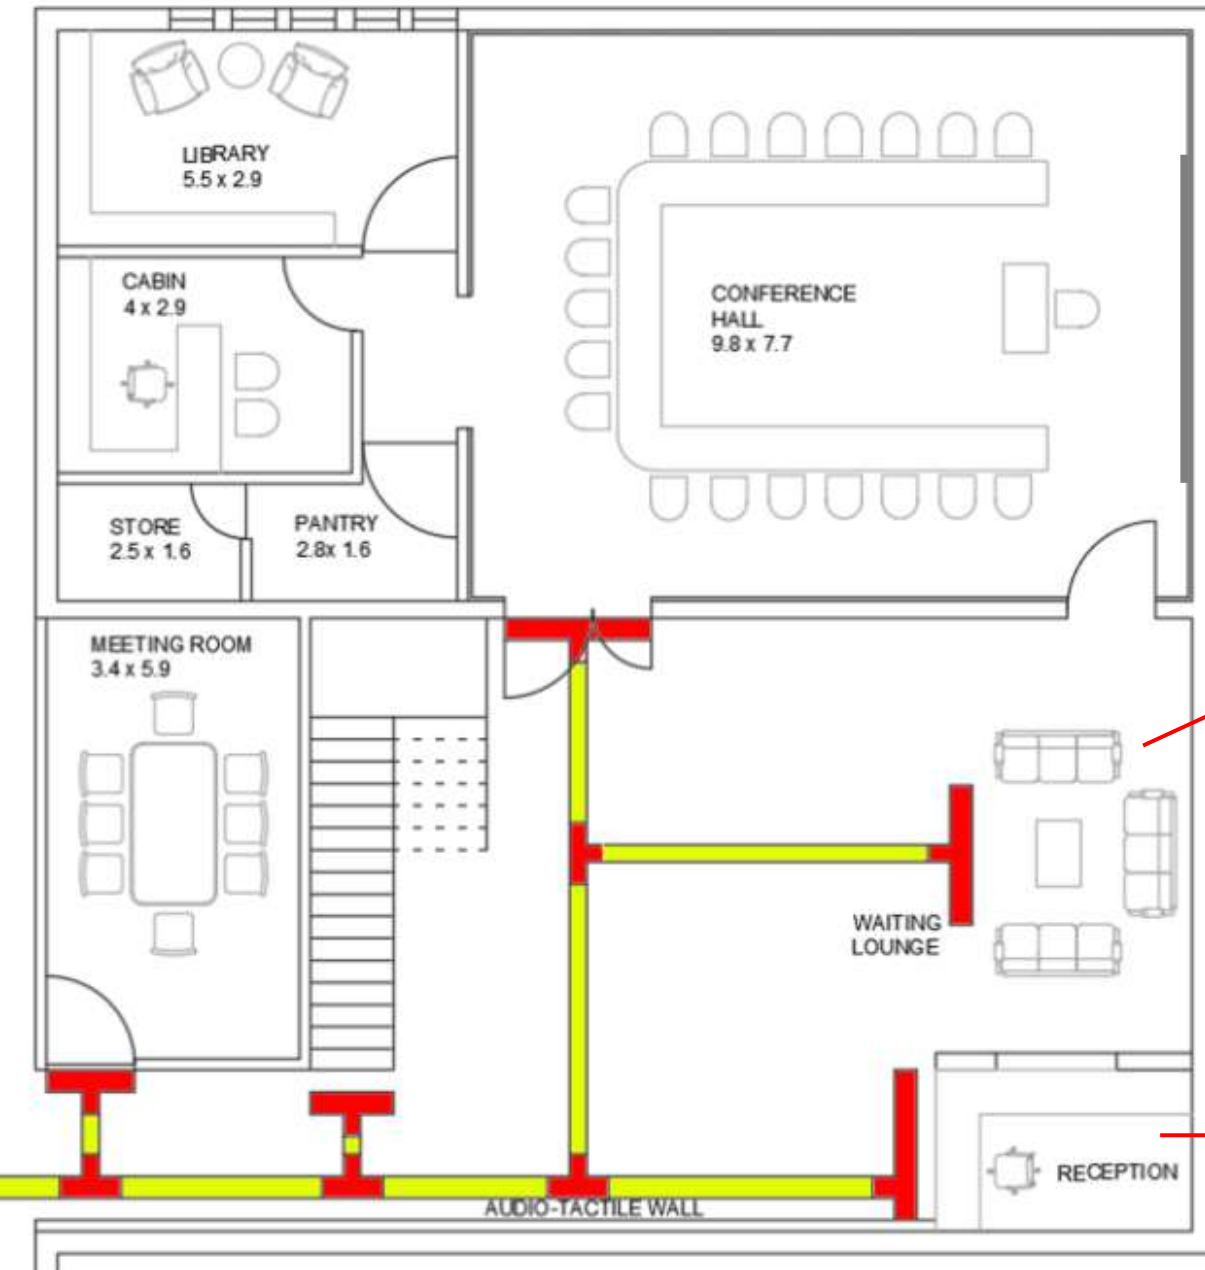 LIBRARY
5.5 x 2.9
CABIN
4 x 2.9
CONFERENCE
HALL
9.8 x 7.7
STORE
2.5 x 1.6
PANTRY
2.8x 1.6
MEETING ROOM
3.4 x 5.9
WAITING
LOUNGE
RECEPTION
AUDIO-TACTILE WALL